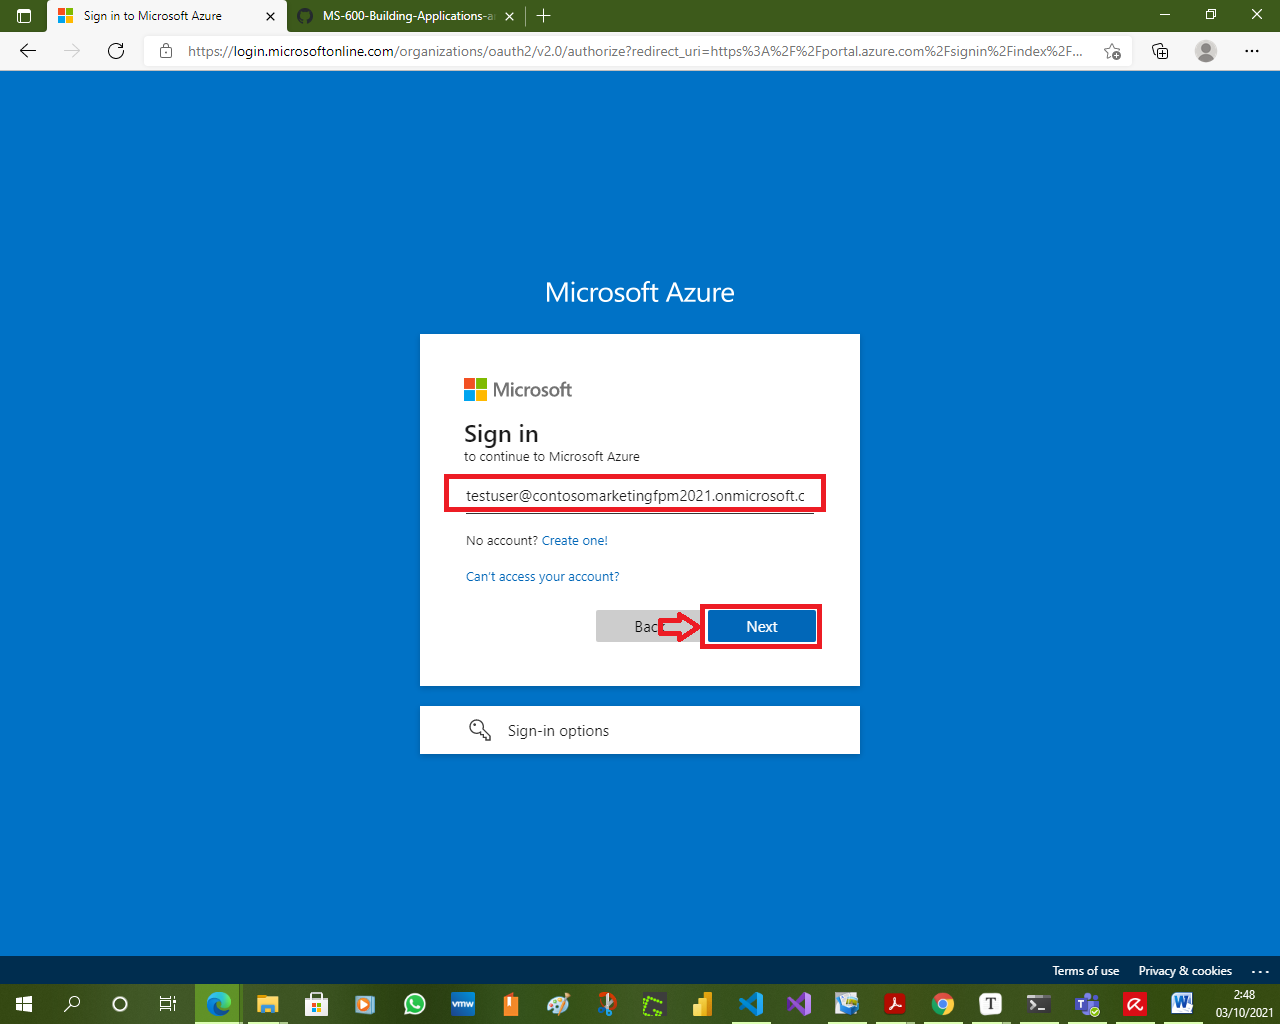 Sign in to Microsoft Azure
MS-600-Building-Applications-a
https://login.microsoftonline.com/organizations/oauth2/v2.0/authorize?redirect_uri=https%3A%2F%2Fportal.azure.com%2Fsignin%2Findex%2F...
Microsoft Azure
Microsoft
Sign in
to continue to Microsoft Azure
testuser@contosomarketingfpm2021.onmicrosoft.c
No account? Create one!
Can't access your account?
Back
Next
Sign-in options
Terms of use
Privacy & cookies
vmw
T
W
2:48
03/10/2021